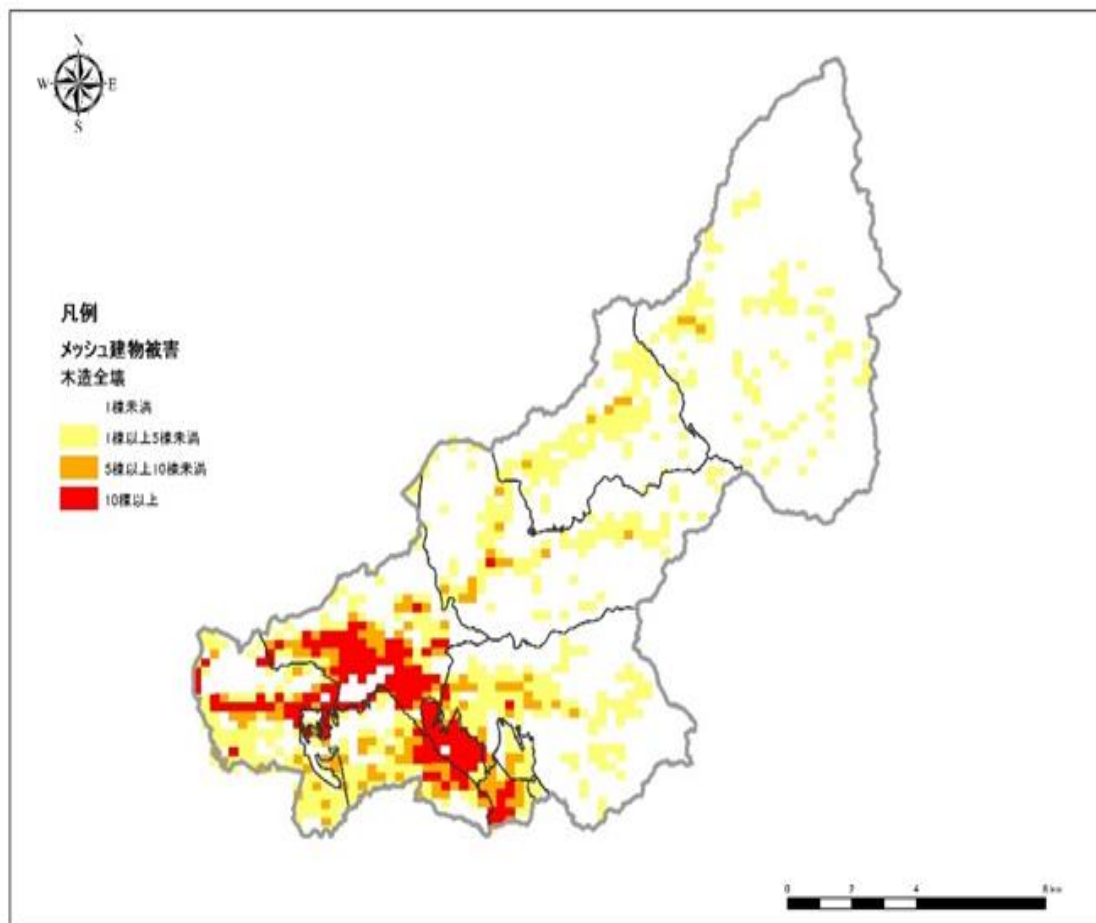 N
W E
S
凡例
メッシュ建物被害
木造全壊
1棟未満
1棟以上5棟未満
5棟以上10棟未満
10棟以上
0 2 4 8 km